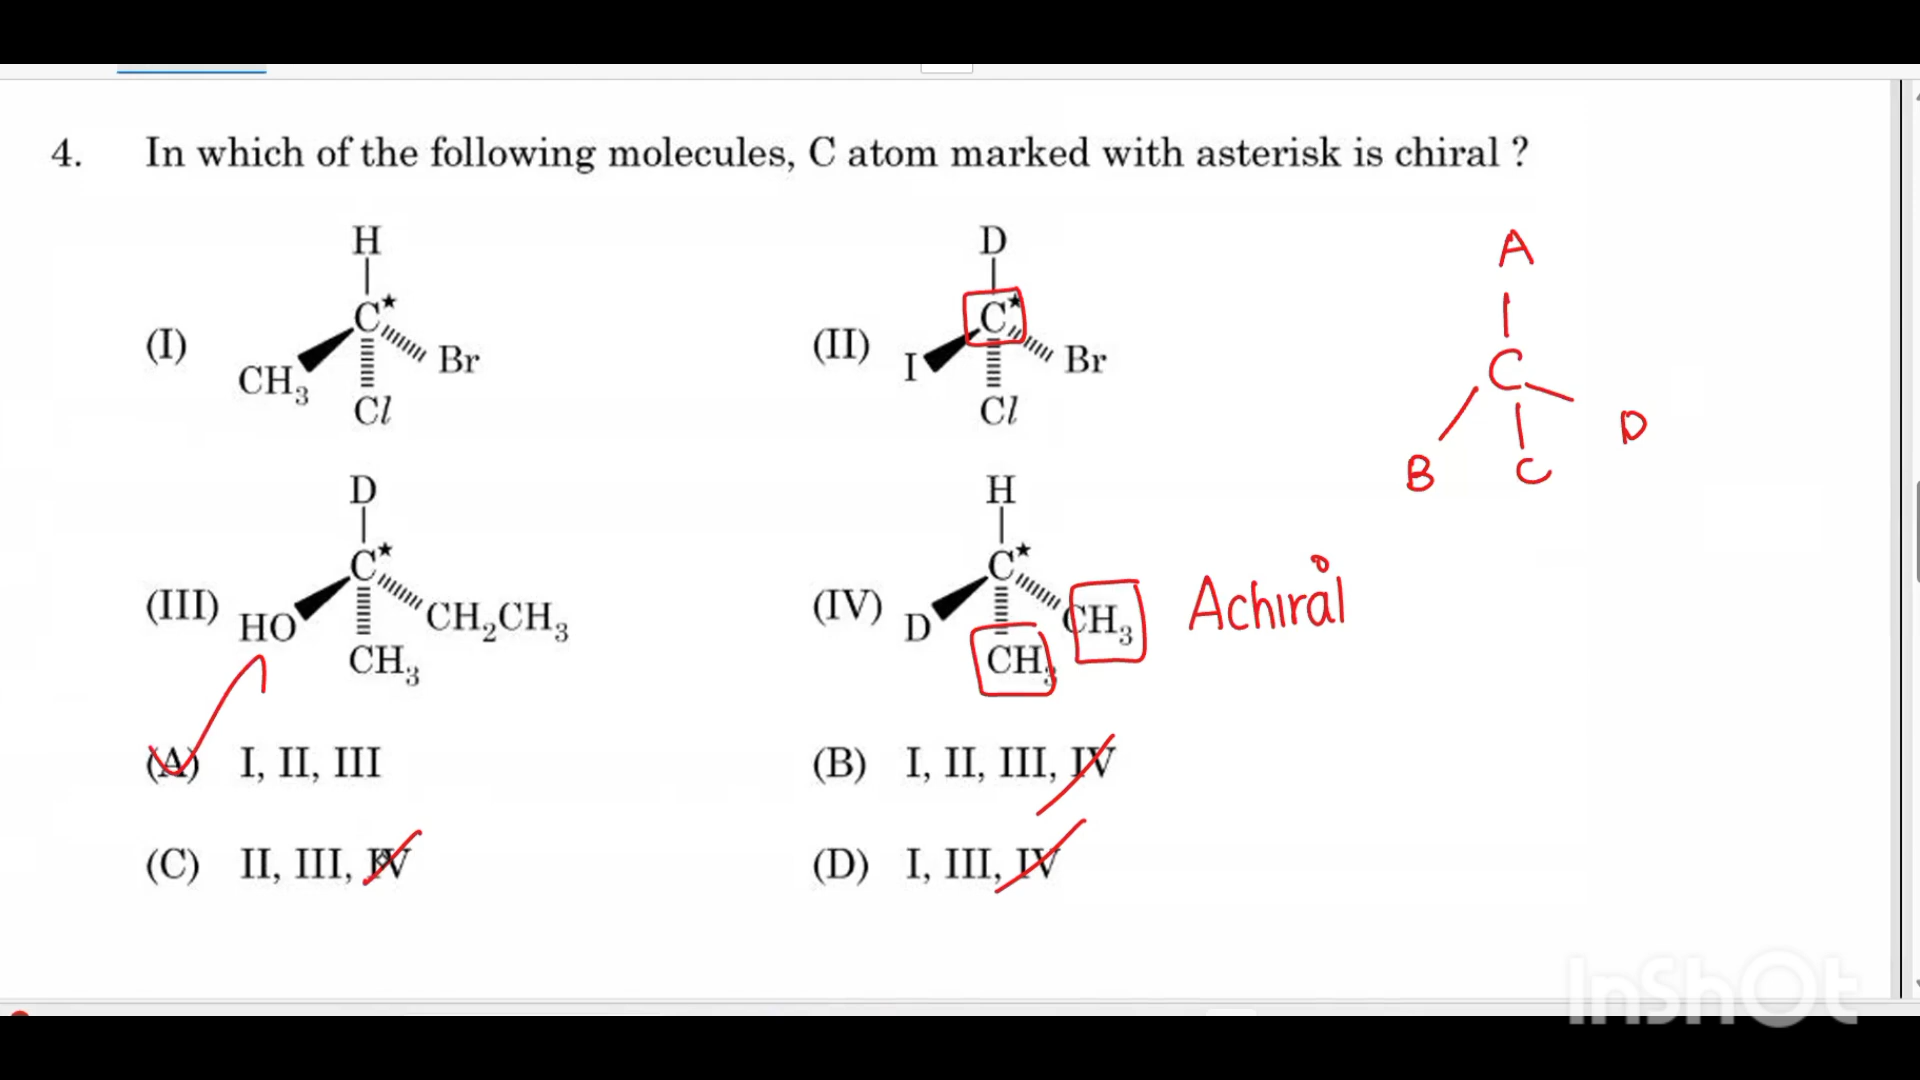 4. In which of the following molecules, C atom marked with asterisk is chiral ?
(I) H C★ CH₃ Br Cl
(II) D C★ I Br Cl
A
C
B C D
(III) D C★ HO CH₂CH₃ CH₃
(IV) H C★ D CH₃ CH₃ Achiral
(A) I, II, III
(B) I, II, III, IV
(C) II, III, IV
(D) I, III, IV
InShOt